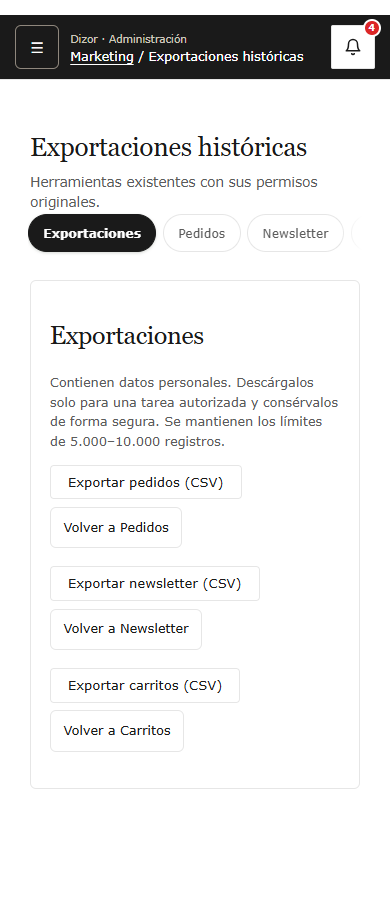 ☰
Dizor · Administración
Marketing / Exportaciones históricas
4
Exportaciones históricas
Herramientas existentes con sus permisos
originales.
Exportaciones
Pedidos
Newsletter
Exportaciones
Contienen datos personales. Descárgalos
solo para una tarea autorizada y consérvalos
de forma segura. Se mantienen los límites
de 5.000–10.000 registros.
Exportar pedidos (CSV)
Volver a Pedidos
Exportar newsletter (CSV)
Volver a Newsletter
Exportar carritos (CSV)
Volver a Carritos